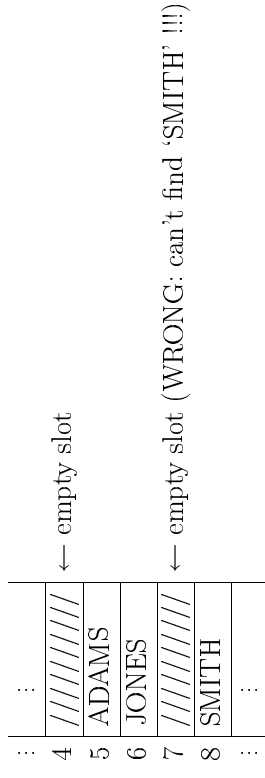 ... ...
4 /////////// ← empty slot
5 ADAMS
6 JONES
7 /////////// ← empty slot (WRONG: can't find ‘SMITH’ !!!)
8 SMITH
... ...